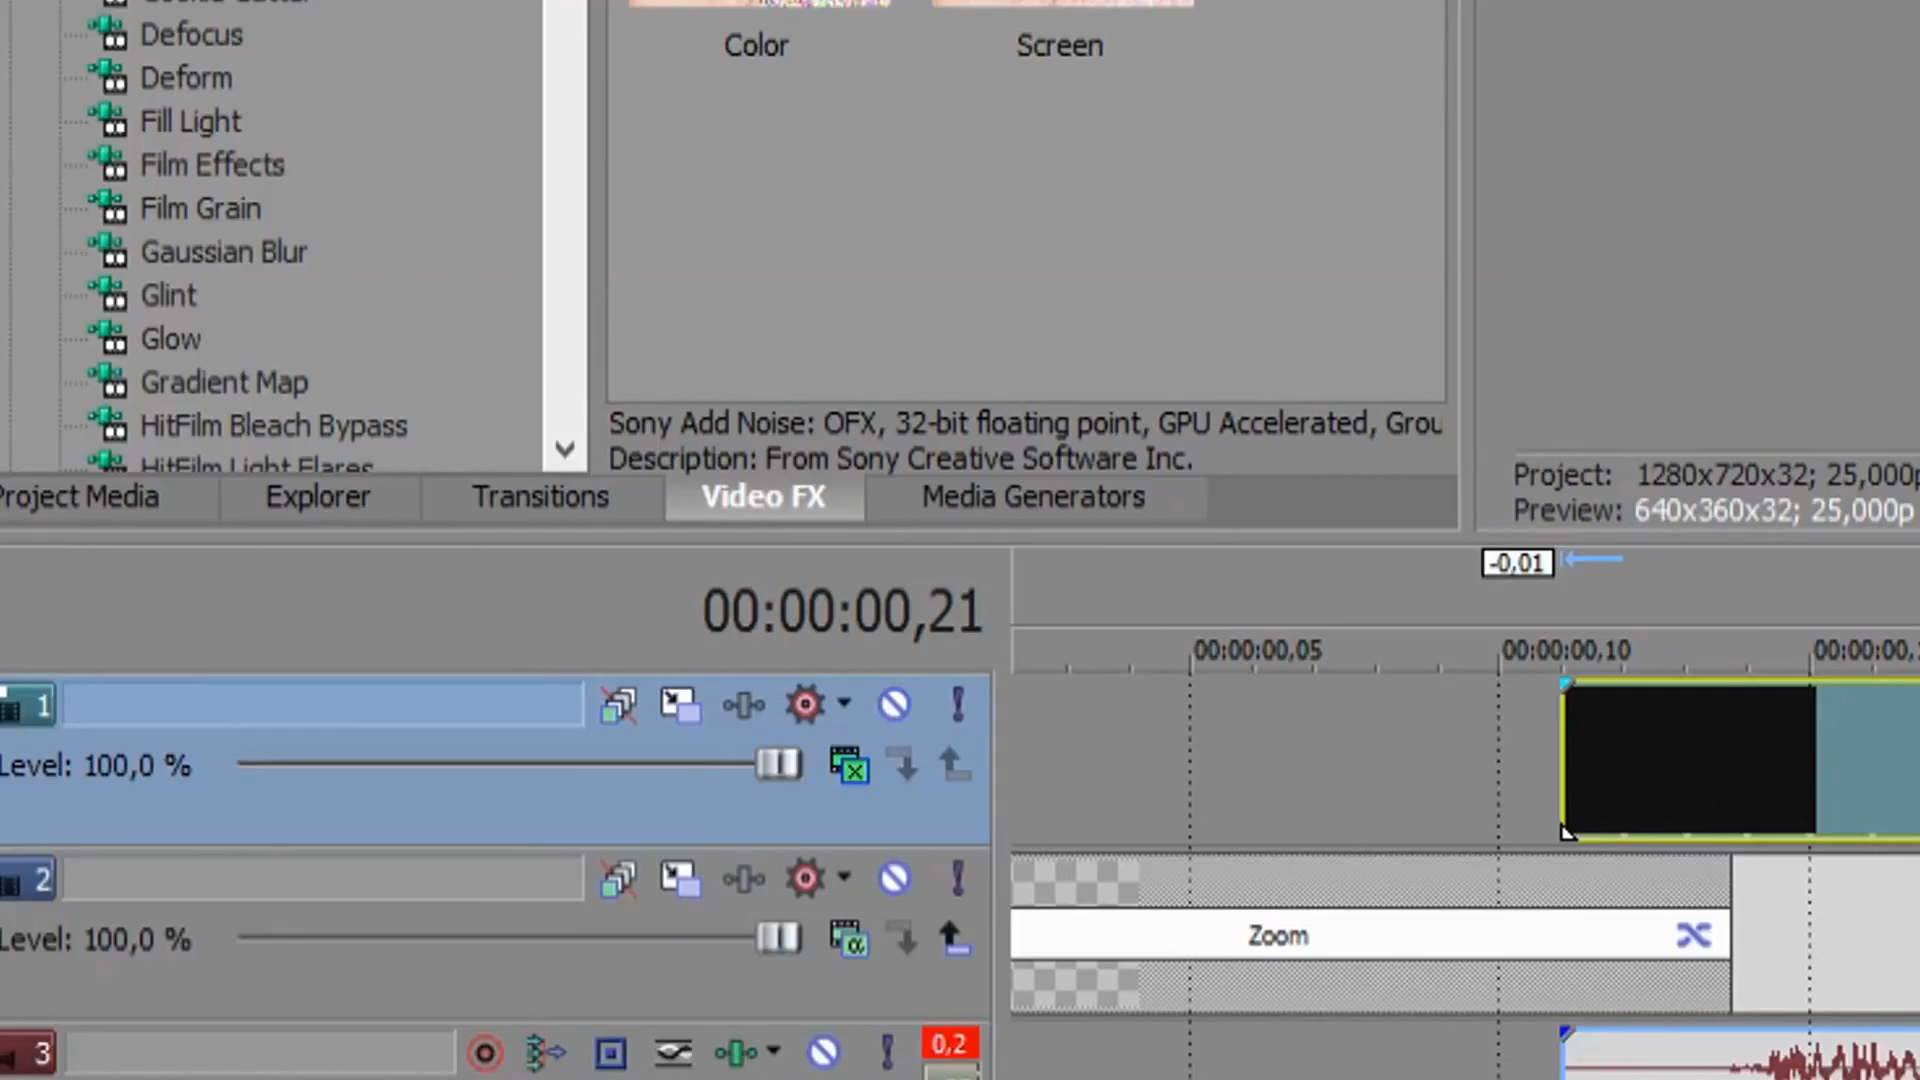 Defocus
Deform
Fill Light
Film Effects
Film Grain
Gaussian Blur
Glint
Glow
Gradient Map
HitFilm Bleach Bypass
HitFilm Light Flares
Color
Screen
Sony Add Noise: OFX, 32-bit floating point, GPU Accelerated, Grou
Description: From Sony Creative Software Inc.
Project Media
Explorer
Transitions
Video FX
Media Generators
Project: 1280x720x32; 25,000p
Preview: 640x360x32; 25,000p
-0,01
00:00:00,21
00:00:00,05
00:00:00,10
00:00:00,1
1
Level: 100,0 %
2
Level: 100,0 %
Zoom
3
0,2